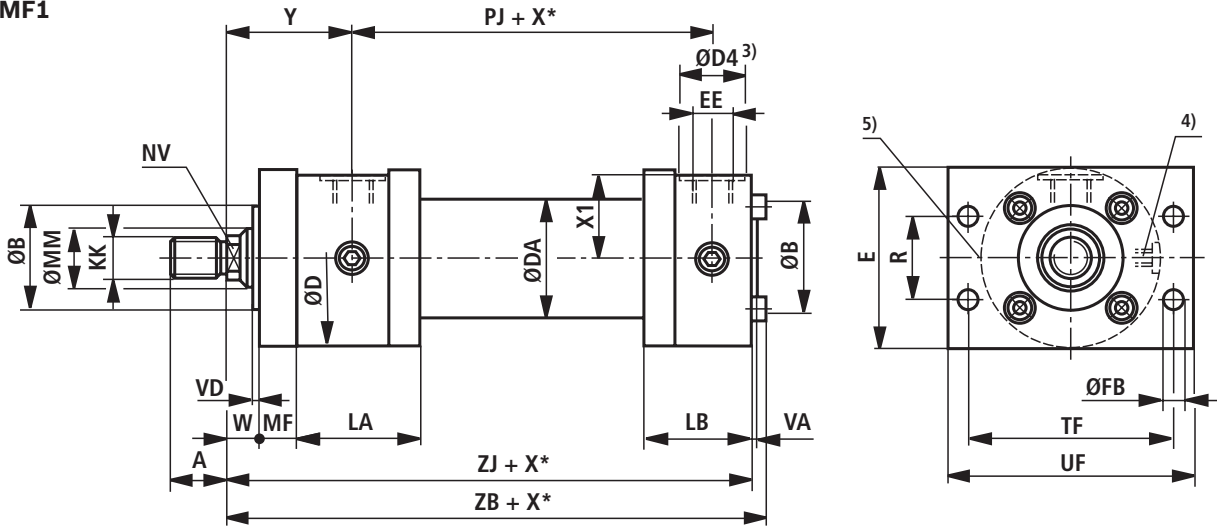 MF1
Y
PJ + X*
ØD4 3)
EE
NV
5)
4)
ØB
ØMM
KK
ØD
ØDA
X1
ØB
E
R
VD
W
MF
LA
LB
VA
ØFB
A
ZJ + X*
TF
ZB + X*
UF